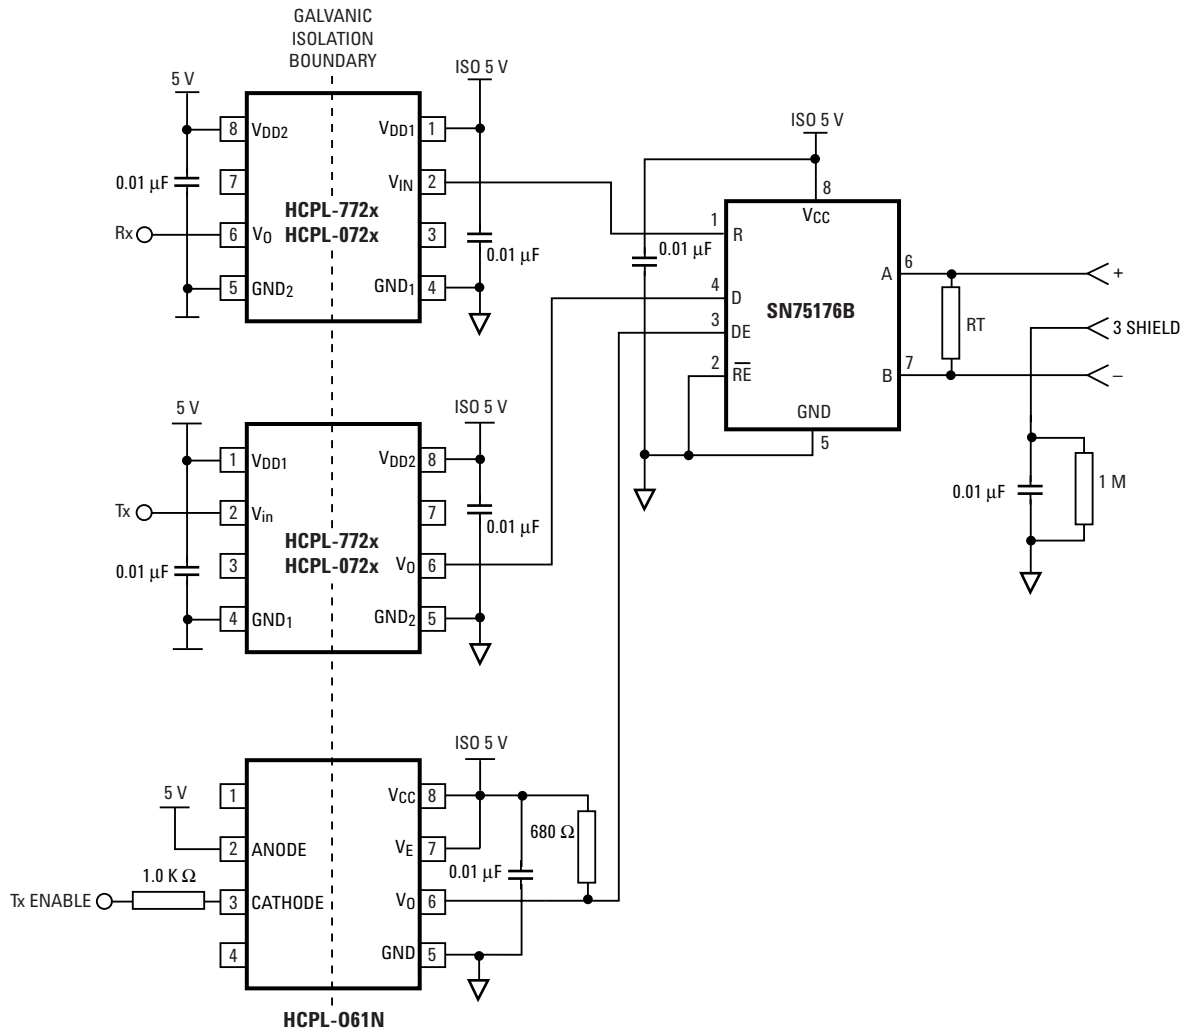 GALVANIC
ISOLATION
BOUNDARY
5 V
ISO 5 V
8 VDD2
VDD1 1
0.01 µF
7
VIN 2
HCPL-772x
HCPL-072x
Rx
6 VO
3
0.01 µF
5 GND2
GND1 4
ISO 5 V
8
VCC
1
R
0.01 µF
4
D
3
DE
2
RE
SN75176B
A
6
B
7
GND
5
RT
+
3 SHIELD
–
0.01 µF
1 M
5 V
ISO 5 V
1 VDD1
VDD2 8
Tx
2 Vin
7
0.01 µF
HCPL-772x
HCPL-072x
0.01 µF
3
VO 6
4 GND1
GND2 5
ISO 5 V
5 V
1
VCC 8
680 Ω
2 ANODE
VE 7
0.01 µF
1.0 K Ω
Tx ENABLE
3 CATHODE
VO 6
4
GND 5
HCPL-061N